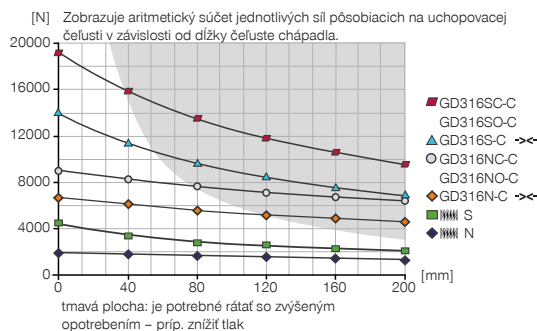 [N] Zobrazuje aritmetický súčet jednotlivých síl pôsobiacich na uchopovacej
čeľusti v závislosti od dĺžky čeľuste chápadla.
20000
16000
12000
8000
4000
0
0 40 80 120 160 200
[mm]
GD316SC-C
GD316SO-C
GD316S-C
GD316NC-C
GD316NO-C
GD316N-C
S
N
tmavá plocha: je potrebné rátať so zvýšeným
opotrebením – príp. znížiť tlak